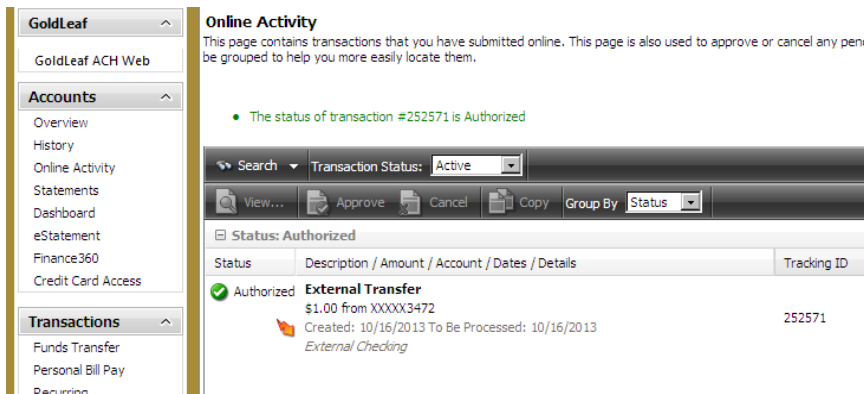 GoldLeaf
GoldLeaf ACH Web
Accounts
Overview
History
Online Activity
Statements
Dashboard
eStatement
Finance360
Credit Card Access
Transactions
Funds Transfer
Personal Bill Pay
Recurring
Online Activity
This page contains transactions that you have submitted online. This page is also used to approve or cancel any
be grouped to help you more easily locate them.
The status of transaction #252571 is Authorized
Search Transaction Status: Active
View... Approve Cancel Copy Group By Status
Status: Authorized
Status Description / Amount / Account / Dates / Details Tracking ID
Authorized External Transfer
$1.00 from XXXXX3472
Created: 10/16/2013 To Be Processed: 10/16/2013
252571
External Checking